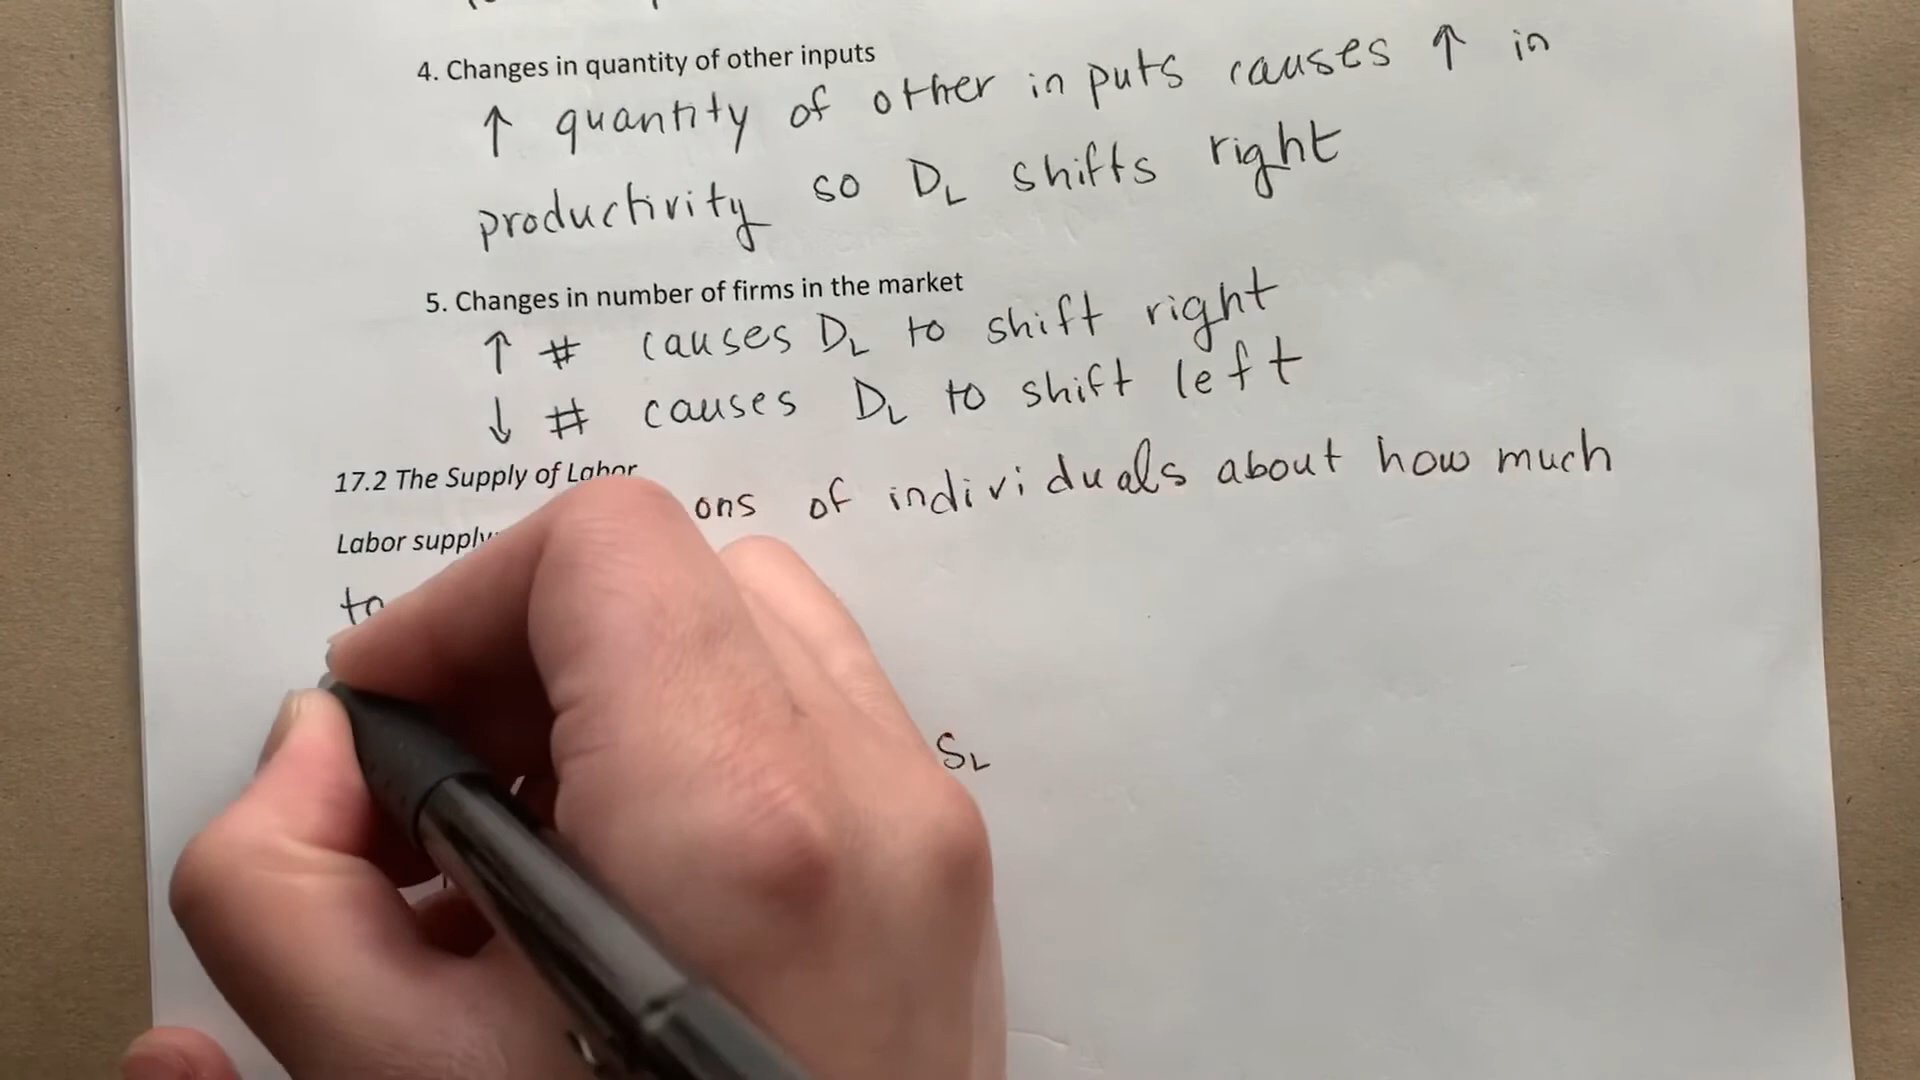 4. Changes in quantity of other inputs
↑ quantity of other inputs causes ↑ in
productivity so DL shifts right
5. Changes in number of firms in the market
↑ # causes DL to shift right
↓ # causes DL to shift left
17.2 The Supply of Labor
Labor supply ons of individuals about how much
to
SL